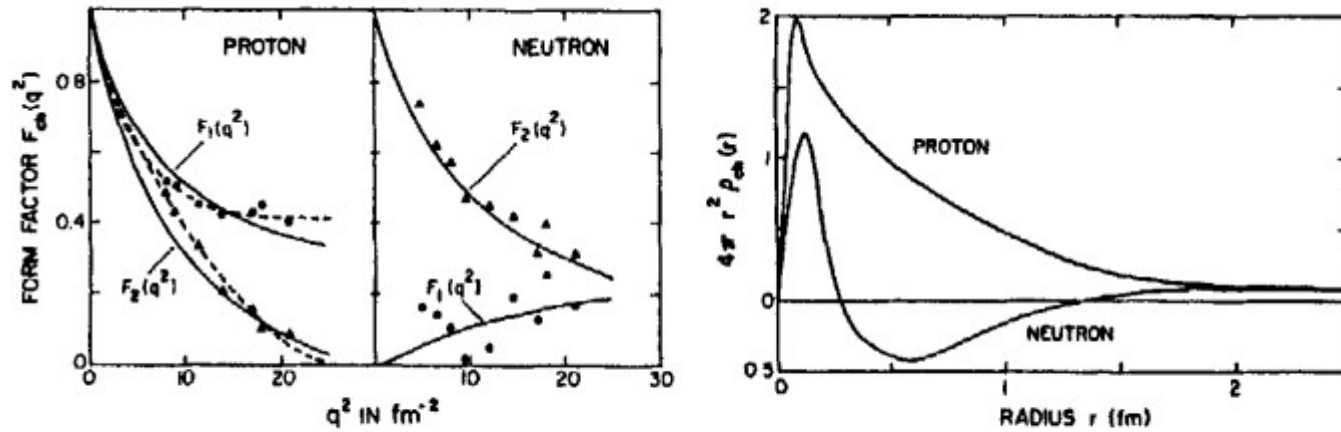 FORM FACTOR F_ch(q²)
0.8
0.4
0
PROTON
F₁(q²)
F₂(q²)
NEUTRON
F₂(q²)
F₁(q²)
0 10 20 10 20 30
q² IN fm⁻²
4π r² ρ_ch(r)
2
1
0
0.5
PROTON
NEUTRON
0 1 2
RADIUS r (fm)